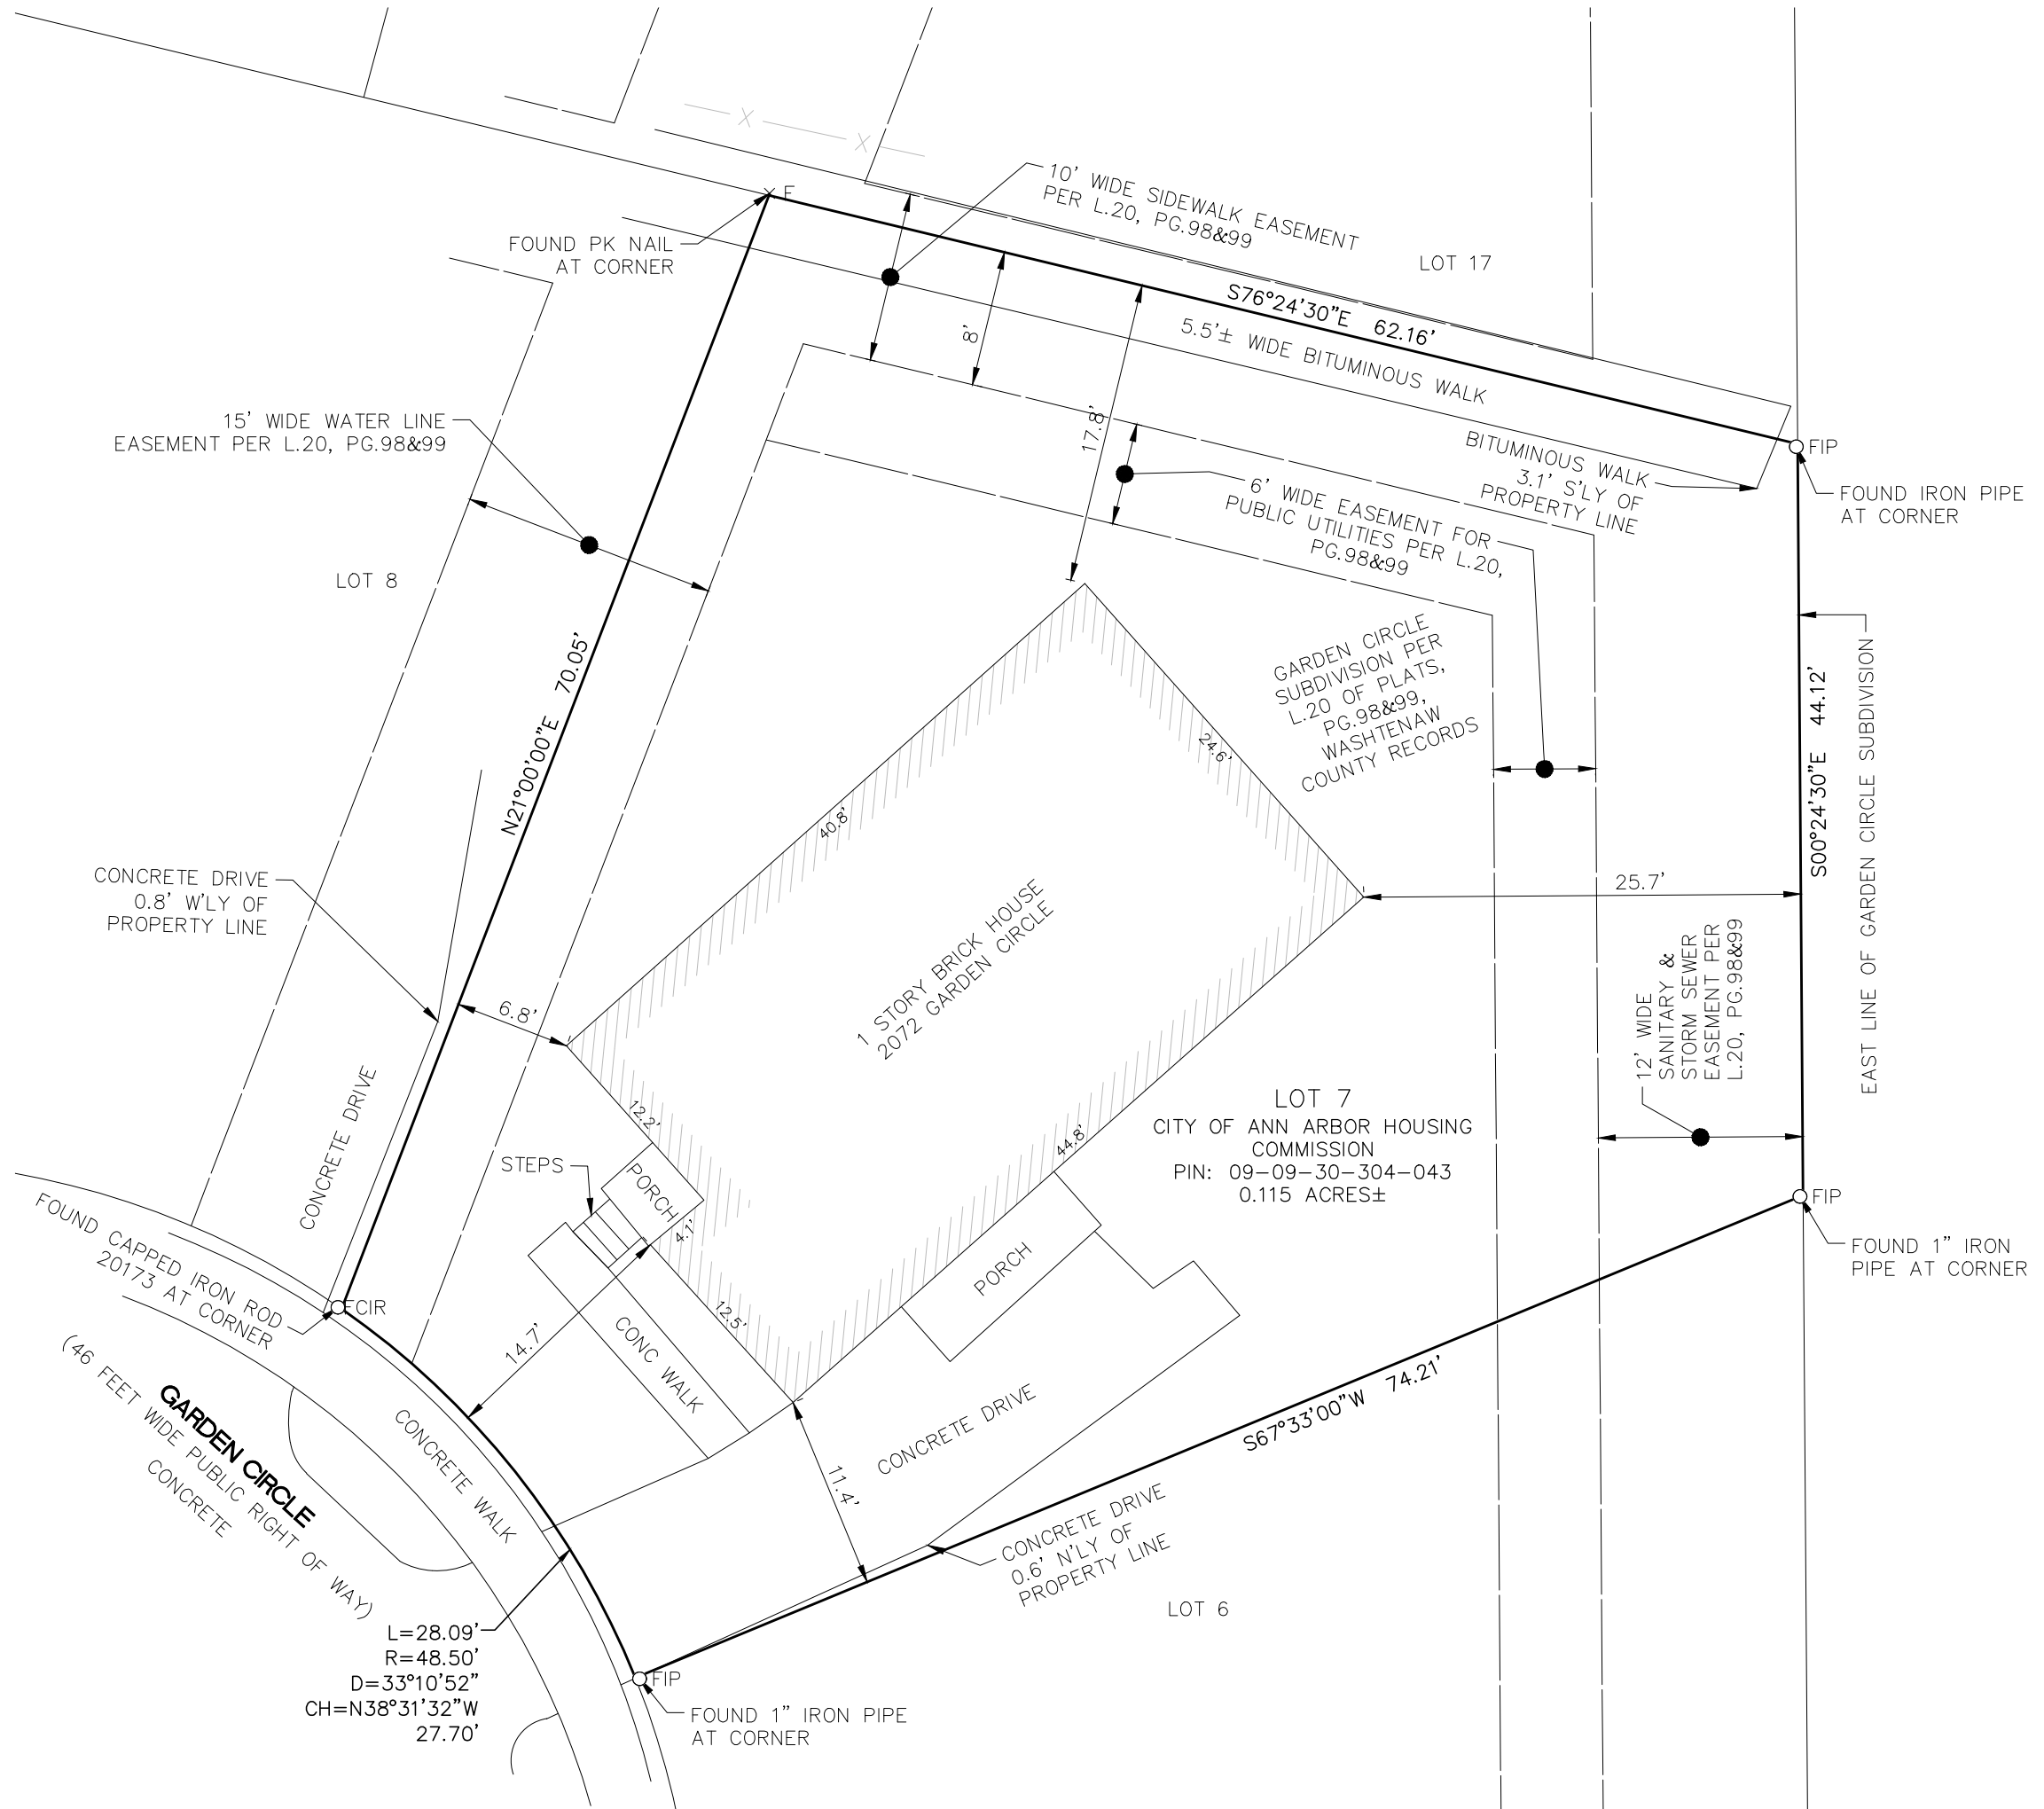 X
X
10' WIDE SIDEWALK EASEMENT
PER L.20, PG.98&99
LOT 17
F
FOUND PK NAIL
AT CORNER
S76°24'30"E 62.16'
8'
5.5'± WIDE BITUMINOUS WALK
17.8'
15' WIDE WATER LINE
EASEMENT PER L.20, PG.98&99
BITUMINOUS WALK
3.1' S'LY OF
PROPERTY LINE
FIP
FOUND IRON PIPE
AT CORNER
6' WIDE EASEMENT FOR
PUBLIC UTILITIES PER L.20,
PG.98&99
LOT 8
N21°00'00"E 70.05'
GARDEN CIRCLE
SUBDIVISION PER
L.20 OF PLATS,
PG.98&99,
WASHTENAW
COUNTY RECORDS
24.6'
40.8'
S00°24'30"E 44.12'
EAST LINE OF GARDEN CIRCLE SUBDIVISION
CONCRETE DRIVE
0.8' W'LY OF
PROPERTY LINE
25.7'
1 STORY BRICK HOUSE
2072 GARDEN CIRCLE
6.8'
12' WIDE
SANITARY &
STORM SEWER
EASEMENT PER
L.20, PG.98&99
CONCRETE DRIVE
12.2'
44.8'
LOT 7
CITY OF ANN ARBOR HOUSING
COMMISSION
PIN: 09-09-30-304-043
0.115 ACRES±
STEPS
PORCH
4.1'
FIP
FOUND 1" IRON
PIPE AT CORNER
PORCH
FOUND CAPPED IRON ROD
20173 AT CORNER
FCIR
12.5'
14.7'
CONC WALK
GARDEN CIRCLE
(46 FEET WIDE PUBLIC RIGHT OF WAY)
CONCRETE
CONCRETE WALK
CONCRETE DRIVE
S67°33'00"W 74.21'
11.4'
CONCRETE DRIVE
0.6' N'LY OF
PROPERTY LINE
LOT 6
L=28.09'
R=48.50'
D=33°10'52"
CH=N38°31'32"W
27.70'
FIP
FOUND 1" IRON PIPE
AT CORNER